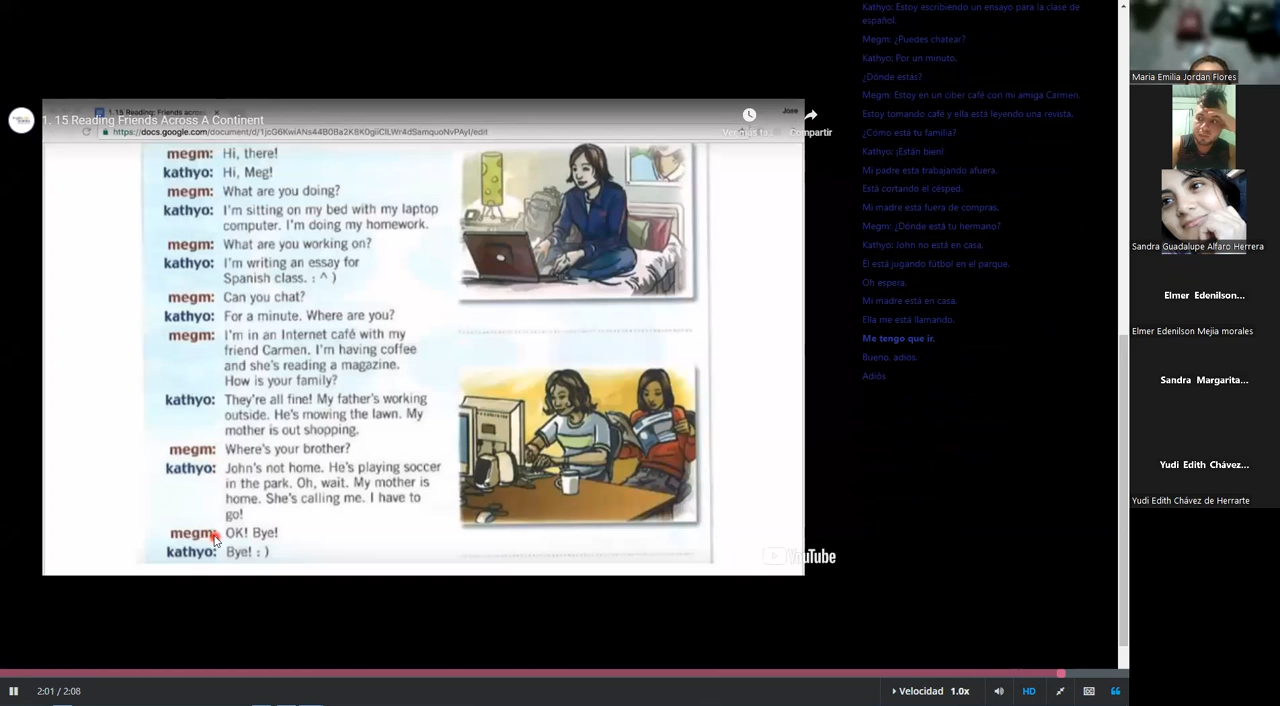 Kathyo: Estoy escribiendo un ensayo para la clase de
español.
Megm: ¿Puedes chatear?
Kathyo: Por un minuto.
¿Dónde estás?
Megm: Estoy en un ciber café con mi amiga Carmen.
Estoy tomando café y ella está leyendo una revista.
¿Cómo está tu familia?
Kathyo: ¡Están bien!
Mi padre esta trabajando afuera.
Está cortando el césped.
Mi madre está fuera de compras.
Megm: ¿Dónde está tu hermano?
Kathyo: John no está en casa.
Él está jugando fútbol en el parque.
Oh espera.
Mi madre está en casa.
Ella me está llamando.
Me tengo que ir.
Bueno, adiós.
Adiós
1.15 Reading: Friends acros
Jose
1. 15 Reading Friends Across A Continent
Compartir
megm: Hi, there!
kathyo: Hi, Meg!
megm: What are you doing?
kathyo: I'm sitting on my bed with my laptop
computer. I'm doing my homework.
megm: What are you working on?
kathyo: I'm writing an essay for
Spanish class. : ^ )
megm: Can you chat?
kathyo: For a minute. Where are you?
megm: I'm in an Internet café with my
friend Carmen. I'm having coffee
and she's reading a magazine.
How is your family?
kathyo: They're all fine! My father's working
outside. He's mowing the lawn. My
mother is out shopping.
megm: Where's your brother?
kathyo: John's not home. He's playing soccer
in the park. Oh, wait. My mother is
home. She's calling me. I have to
go!
megm: OK! Bye!
kathyo: Bye! : )
YouTube
2:01 / 2:08
Velocidad 1.0x
HD
Maria Emilia Jordan Flores
Sandra Guadalupe Alfaro Herrera
Elmer Edenilson...
Elmer Edenilson Mejia morales
Sandra Margarita...
Yudi Edith Chávez...
Yudi Edith Chávez de Herrarte